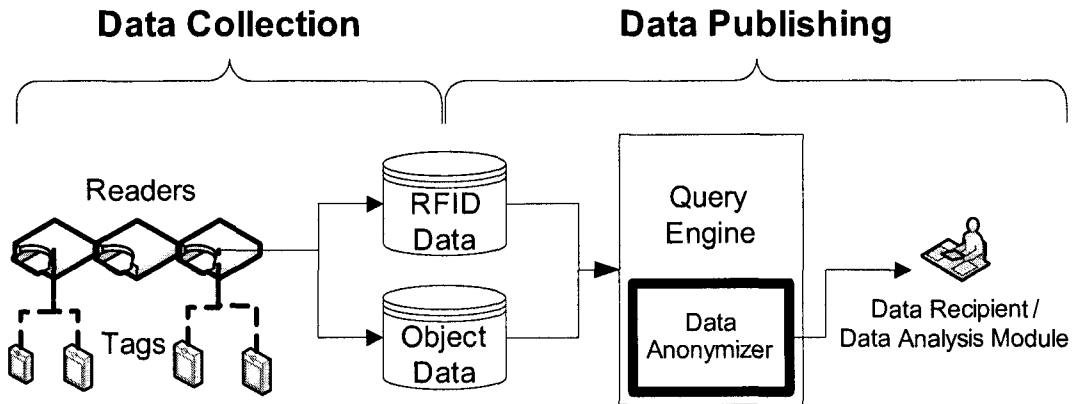 Data Collection
Data Publishing
Readers
Tags
RFID
Data
Object
Data
Query
Engine
Data
Anonymizer
Data Recipient /
Data Analysis Module